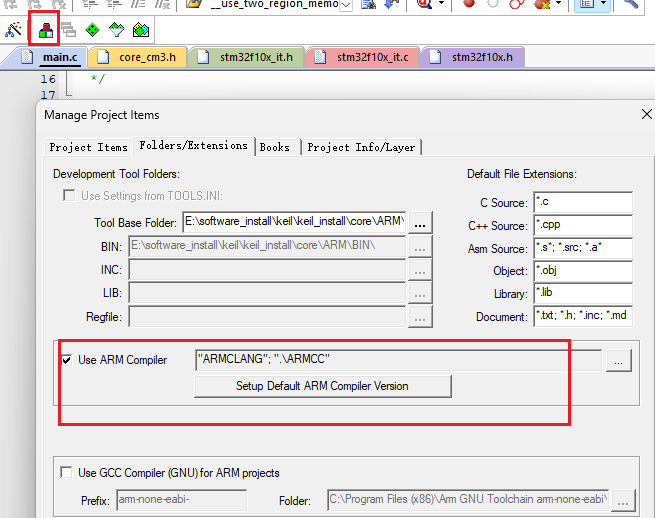 __use_two_region_memo
main.c core_cm3.h stm32f10x_it.h stm32f10x_it.c stm32f10x.h
16 */
17
Manage Project Items
Project Items Folders/Extensions Books Project Info/Layer
Development Tool Folders: Default File Extensions:
Use Settings from TOOLS.INI:
C Source: *.c
Tool Base Folder: E:\software_install\keil\keil_install\core\ARM\ ...
C++ Source: *.cpp
BIN: E:\software_install\keil\keil_install\core\ARM\BIN\ ...
Asm Source: *.s*; *.src; *.a*
INC: ...
Object: *.obj
LIB: ...
Library: *.lib
Regfile: ...
Document: *.txt; *.h; *.inc; *.md
Use ARM Compiler "ARMCLANG"; ".\ARMCC" ...
Setup Default ARM Compiler Version
Use GCC Compiler (GNU) for ARM projects
Prefix: arm-none-eabi- Folder: C:\Program Files (x86)\Arm GNU Toolchain arm-none-eabi\ ...